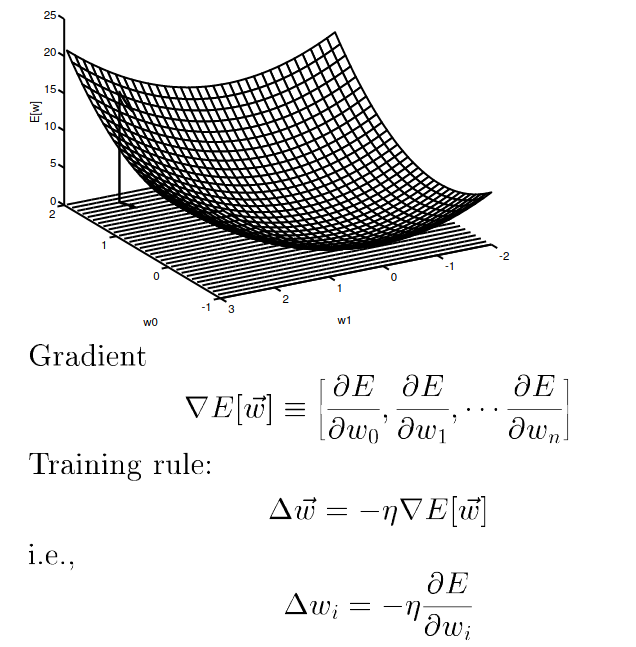 25
20
15
E[w]
10
5
0
2
1
0
-1
w0
3
2
1
0
-1
-2
w1
Gradient
∇E[w⃗] ≡ [∂E/∂w₀, ∂E/∂w₁, ⋯ ∂E/∂wₙ]
Training rule:
Δw⃗ = −η∇E[w⃗]
i.e.,
Δwᵢ = −η ∂E/∂wᵢ